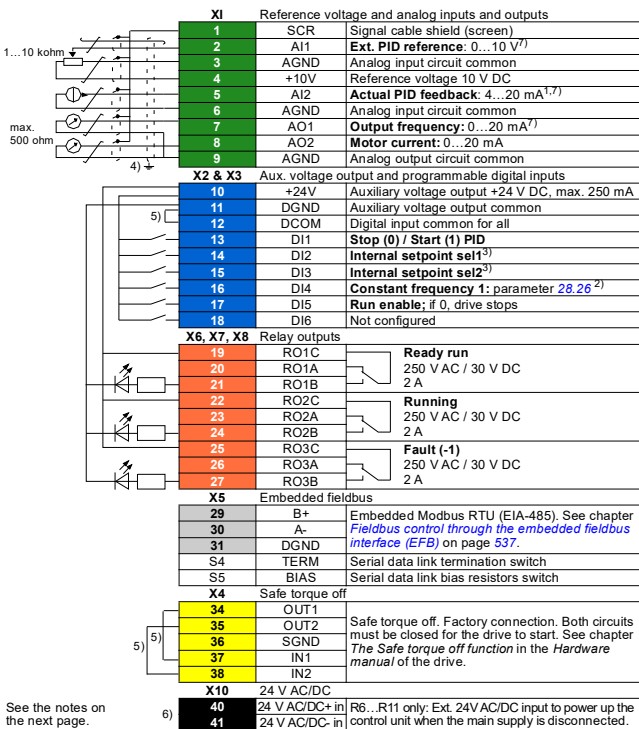 XI Reference voltage and analog inputs and outputs
1 SCR Signal cable shield (screen)
2 AI1 Ext. PID reference: 0…10 V7)
1…10 kohm
3 AGND Analog input circuit common
4 +10V Reference voltage 10 V DC
5 AI2 Actual PID feedback: 4…20 mA1,7)
6 AGND Analog input circuit common
7 AO1 Output frequency: 0…20 mA7)
max.
500 ohm
8 AO2 Motor current: 0…20 mA
9 AGND Analog output circuit common
4)
X2 & X3 Aux. voltage output and programmable digital inputs
10 +24V Auxiliary voltage output +24 V DC, max. 250 mA
11 DGND Auxiliary voltage output common
5)
12 DCOM Digital input common for all
13 DI1 Stop (0) / Start (1) PID
14 DI2 Internal setpoint sel13)
15 DI3 Internal setpoint sel23)
16 DI4 Constant frequency 1: parameter 28.26 2)
17 DI5 Run enable; if 0, drive stops
18 DI6 Not configured
X6, X7, X8 Relay outputs
19 RO1C Ready run
20 RO1A 250 V AC / 30 V DC
21 RO1B 2 A
22 RO2C Running
23 RO2A 250 V AC / 30 V DC
24 RO2B 2 A
25 RO3C Fault (-1)
26 RO3A 250 V AC / 30 V DC
27 RO3B 2 A
X5 Embedded fieldbus
29 B+ Embedded Modbus RTU (EIA-485). See chapter
30 A- Fieldbus control through the embedded fieldbus
31 DGND interface (EFB) on page 537.
S4 TERM Serial data link termination switch
S5 BIAS Serial data link bias resistors switch
X4 Safe torque off
34 OUT1
35 OUT2 Safe torque off. Factory connection. Both circuits
36 SGND must be closed for the drive to start. See chapter
37 IN1 The Safe torque off function in the Hardware
38 IN2 manual of the drive.
5) 5)
X10 24 V AC/DC
40 24 V AC/DC+ in R6…R11 only: Ext. 24V AC/DC input to power up the
41 24 V AC/DC- in control unit when the main supply is disconnected.
6)
See the notes on
the next page.